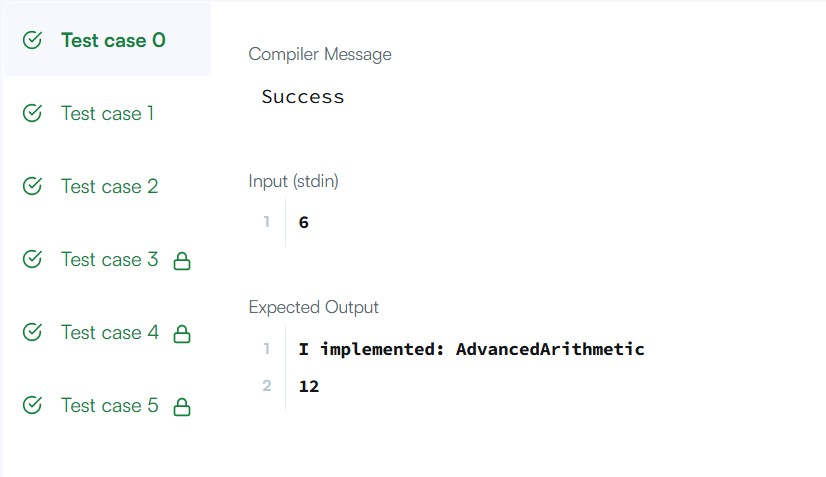 Test case 0
Test case 1
Test case 2
Test case 3
Test case 4
Test case 5
Compiler Message
Success
Input (stdin)
1 6
Expected Output
1 I implemented: AdvancedArithmetic
2 12